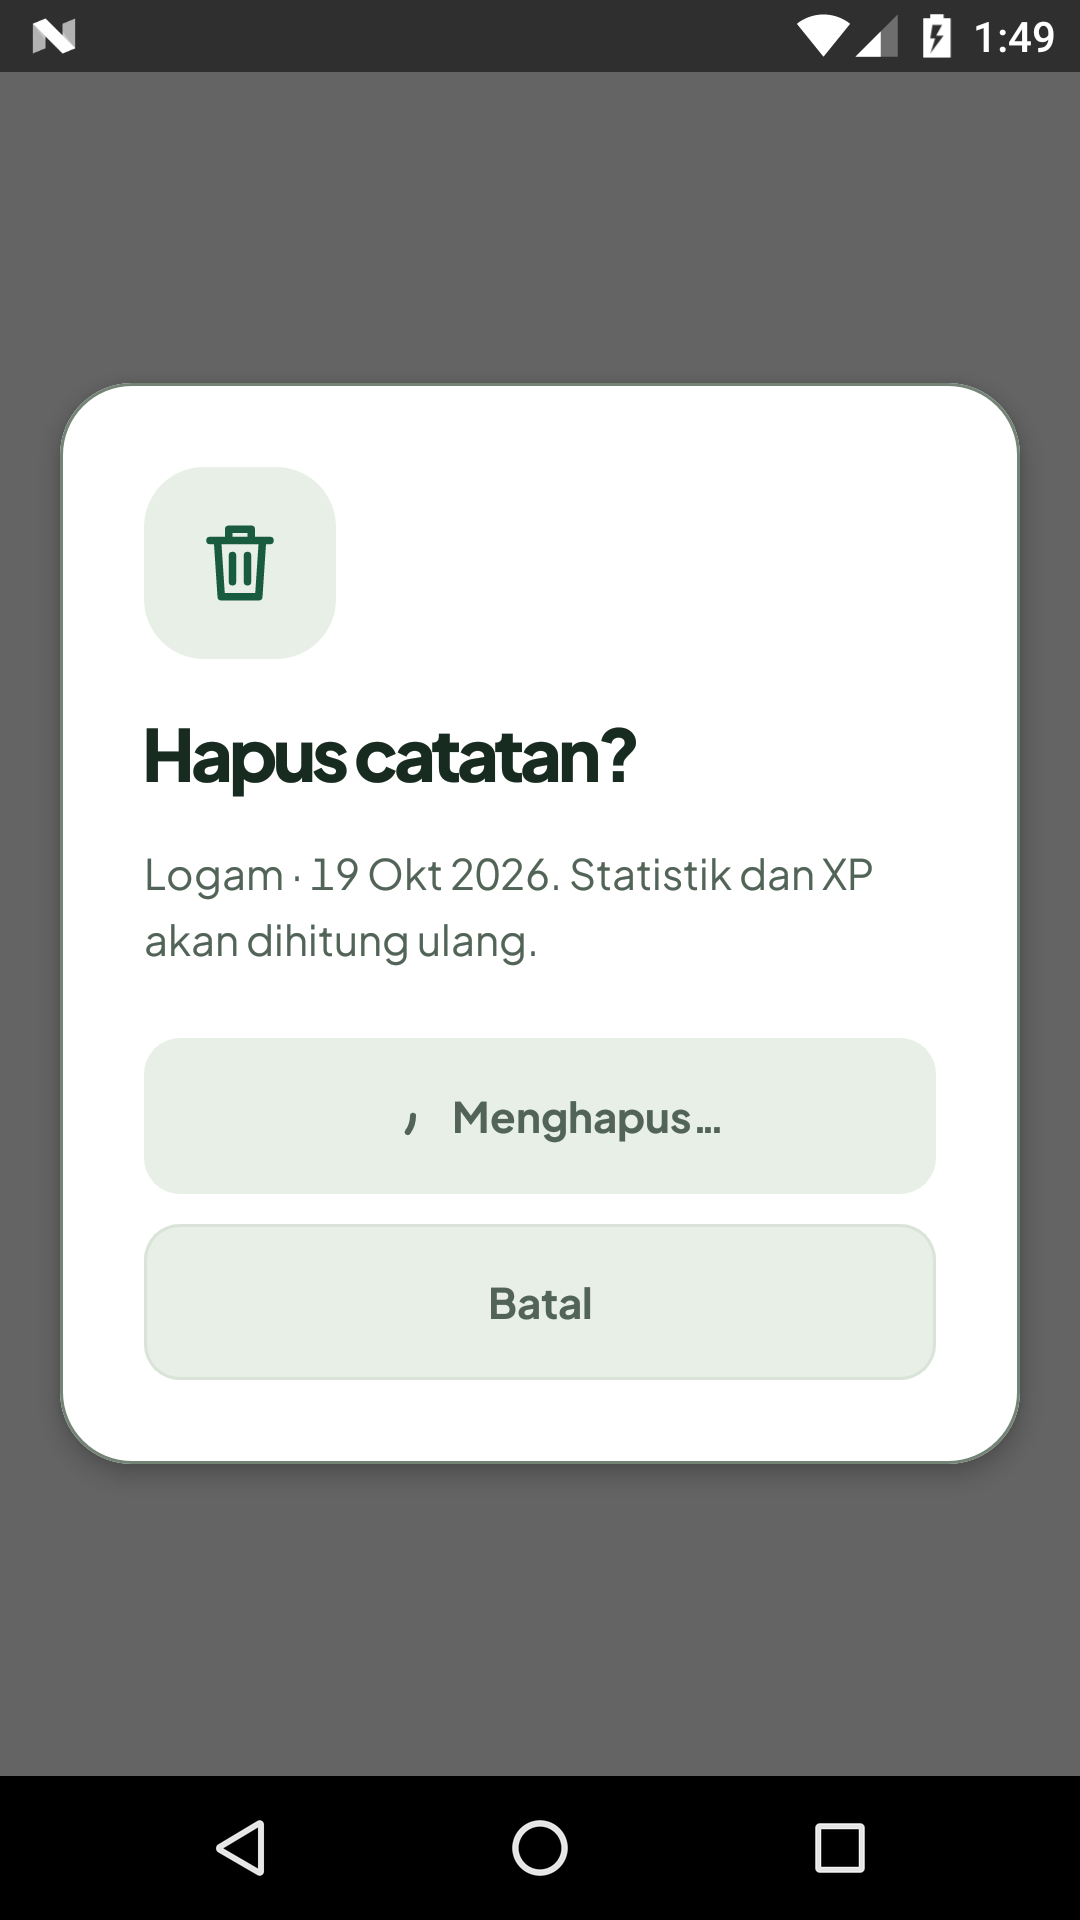 1:49
Hapus catatan?
Logam · 19 Okt 2026. Statistik dan XP
akan dihitung ulang.
Menghapus...
Batal